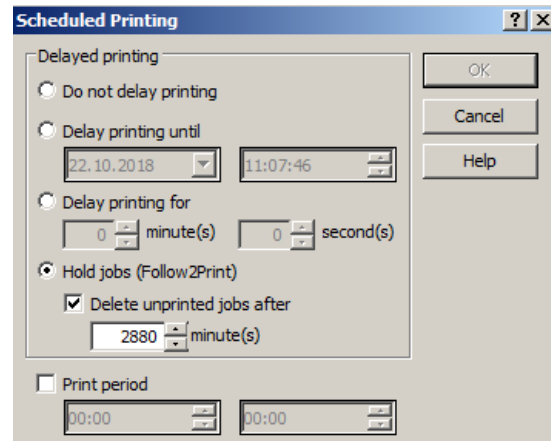 Scheduled Printing
Delayed printing
OK
Do not delay printing
Cancel
Delay printing until
22.10.2018 11:07:46
Help
Delay printing for
0 minute(s) 0 second(s)
Hold jobs (Follow2Print)
Delete unprinted jobs after
2880 minute(s)
Print period
00:00 00:00